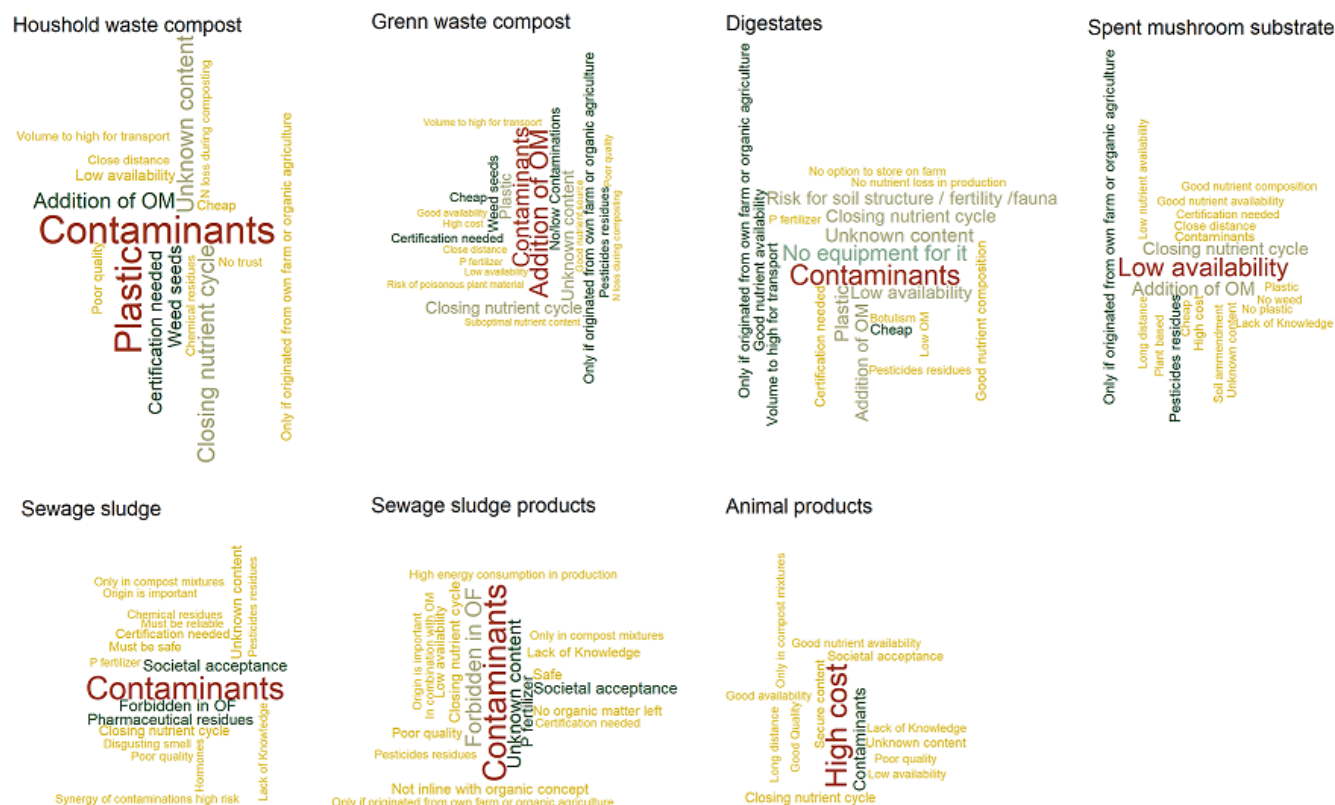 Houshold waste compost
Unknown content
N loss during composting
Volume to high for transport
Close distance
Low availability
Only if originated from own farm or organic agriculture
Addition of OM
Cheap
Contaminants
Poor quality
Plastic
Certification needed
Weed seeds
Chemical residues
Closing nutrient cycle
No trust
Grenn waste compost
Volume to high for transport
Contaminants
Addition of OM
Nollow Contaminations
Only if originated from own farm or organic agriculture
Poor quality
Weed seeds
Plastic
Cheap
Good availability
High cost
Certification needed
Close distance
P fertilizer
Low availability
Risk of poisonous plant material
Unknown content
Good nutrient source
Pesticides residues
N loss during composting
Closing nutrient cycle
Suboptimal nutrient content
Digestates
Only if originated from own farm or organic agriculture
Good nutrient availability
Volume to high for transport
No option to store on farm
No nutrient loss in production
Risk for soil structure / fertility /fauna
P fertilizer
Closing nutrient cycle
Unknown content
No equipment for it
Contaminants
Low availability
Certification needed
Plastic
Addition of OM
Botulism
Cheap
Low OM
Good nutrient composition
Pesticides residues
Spent mushroom substrate
Only if originated from own farm or organic agriculture
Low nutrient availability
Good nutrient composition
Good nutrient availability
Certification needed
Close distance
Contaminants
Closing nutrient cycle
Low availability
Addition of OM
Plastic
No weed
No plastic
Lack of Knowledge
Long distance
Plant based
Pesticides residues
Cheap
High cost
Soil ammendment
Unknown content
Sewage sludge
Only in compost mixtures
Origin is important
Unknown content
Pesticides residues
Chemical residues
Must be reliable
Certification needed
Must be safe
P fertilizer
Societal acceptance
Contaminants
Forbidden in OF
Pharmaceutical residues
Closing nutrient cycle
Disgusting smell
Poor quality
Hormones
Lack of Knowledge
Synergy of contaminations high risk
Sewage sludge products
High energy consumption in production
Origin is important
In combination with OM
Low availability
Closing nutrient cycle
Forbidden in OF
Contaminants
Unknown content
P fertilizer
Only in compost mixtures
Lack of Knowledge
Safe
Societal acceptance
No organic matter left
Certification needed
Poor quality
Pesticides residues
Not inline with organic concept
Only if originated from own farm or organic agriculture
Animal products
Only in compost mixtures
Good nutrient availability
Societal acceptance
Good availability
Long distance
Good Quality
Secure content
High cost
Contaminants
Lack of Knowledge
Unknown content
Poor quality
Low availability
Closing nutrient cycle